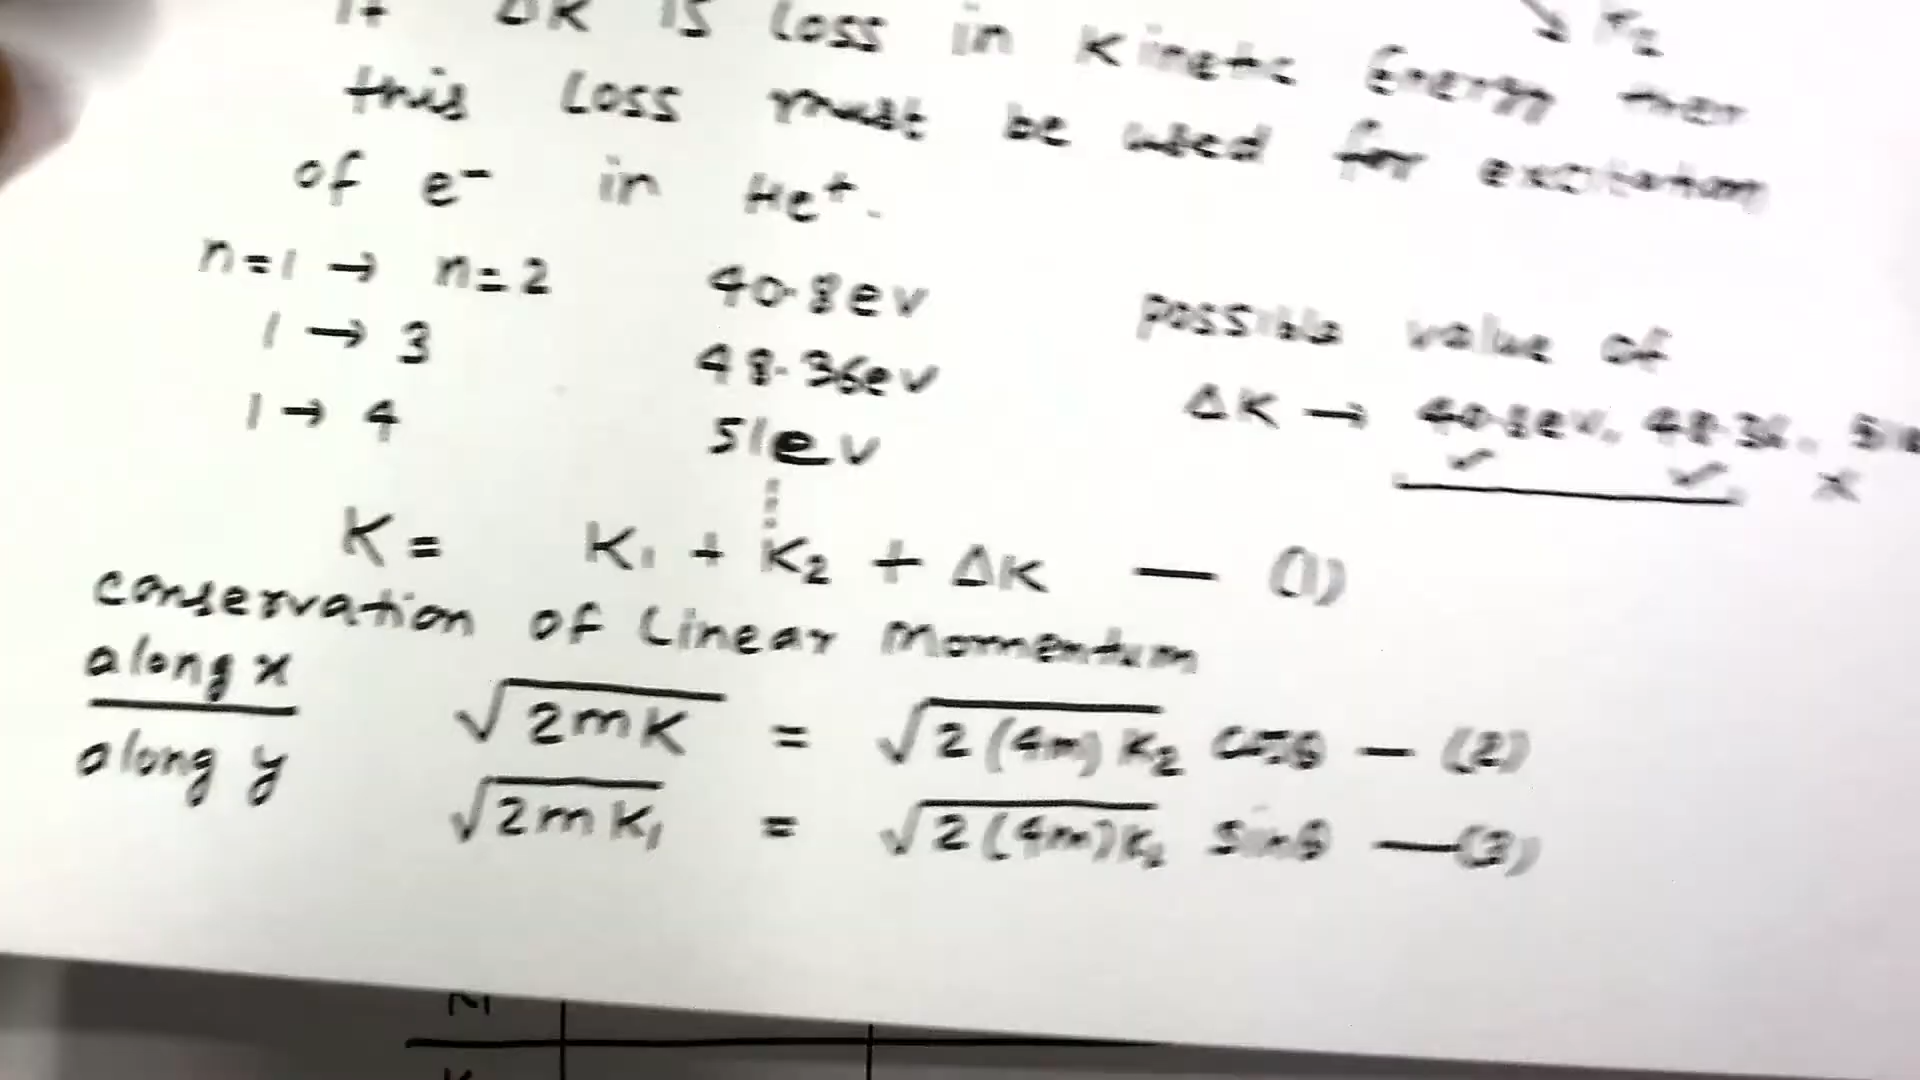 If ΔK is Loss in Kinetic Energy then
this Loss must be used for excitation
of e⁻ in He⁺.
n=1 → n=2 40.8ev
1 → 3 48.36ev
1 → 4 51ev
possible value of
ΔK → 40.8ev, 48.36,
K = K₁ + K₂ + ΔK — (1)
conservation of Linear Momentum
along x √2mK = √2(4m)K₂ cosθ — (2)
along y √2mK₁ = √2(4m)K₂ sinθ — (3)